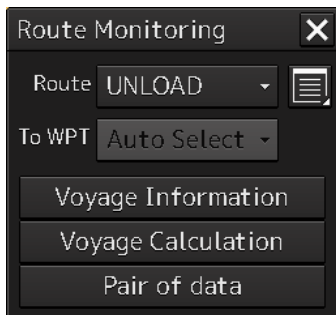 Route Monitoring
Route UNLOAD
To WPT Auto Select
Voyage Information
Voyage Calculation
Pair of data